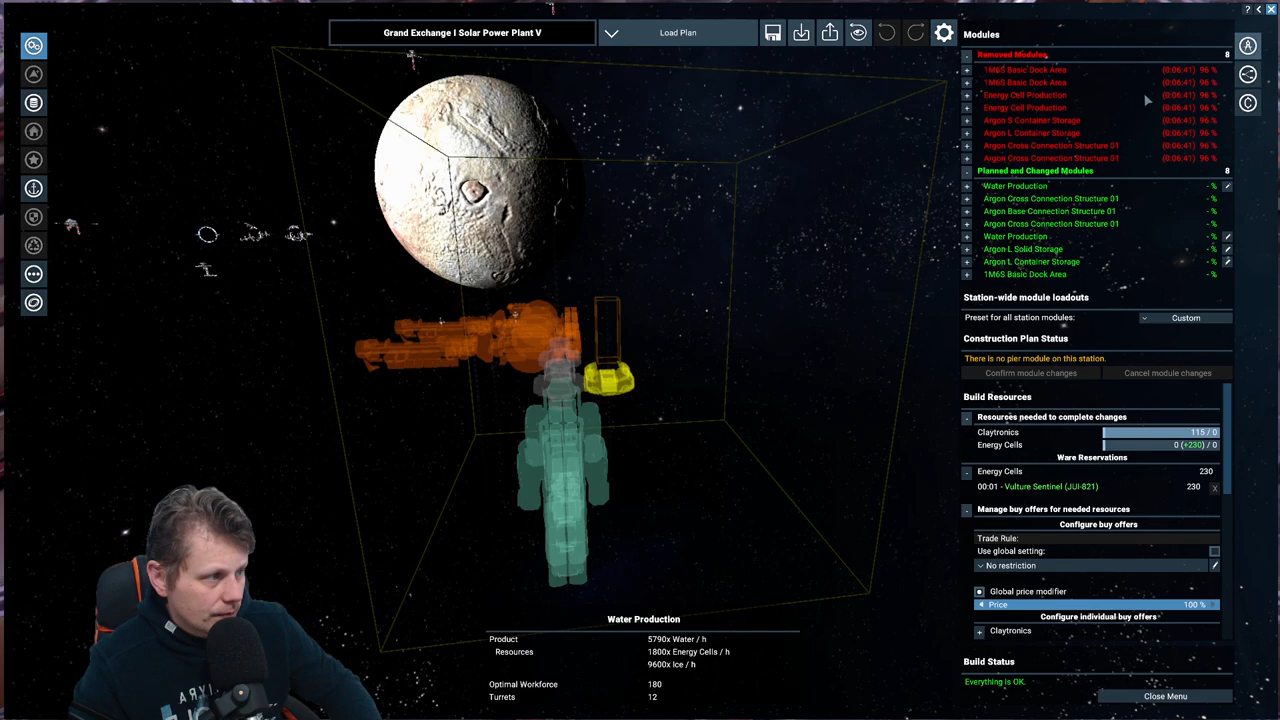 Grand Exchange I Solar Power Plant V
Load Plan
Modules
Removed Modules 8
1M6S Basic Dock Area (0:06:41) 96 %
1M6S Basic Dock Area (0:06:41) 96 %
Energy Cell Production (0:06:41) 96 %
Energy Cell Production (0:06:41) 96 %
Argon S Container Storage (0:06:41) 96 %
Argon L Container Storage (0:06:41) 96 %
Argon Cross Connection Structure 01 (0:06:41) 96 %
Argon Cross Connection Structure 01 (0:06:41) 96 %
Planned and Changed Modules 8
Water Production - %
Argon Cross Connection Structure 01 - %
Argon Base Connection Structure 01 - %
Argon Cross Connection Structure 01 - %
Water Production - %
Argon L Solid Storage - %
Argon L Container Storage - %
1M6S Basic Dock Area - %
Station-wide module loadouts
Preset for all station modules: Custom
Construction Plan Status
There is no pier module on this station.
Confirm module changes Cancel module changes
Build Resources
Resources needed to complete changes
Claytronics 115 / 0
Energy Cells 0 (+230) / 0
Ware Reservations
Energy Cells 230
00:01 - Vulture Sentinel (JUI-821) 230 X
Manage buy offers for needed resources
Configure buy offers
Trade Rule:
Use global setting:
No restriction
Global price modifier
Price 100 %
Configure individual buy offers
Claytronics
Build Status
Everything is OK.
Close Menu
Water Production
Product 5790x Water / h
Resources 1800x Energy Cells / h
9600x Ice / h
Optimal Workforce 180
Turrets 12